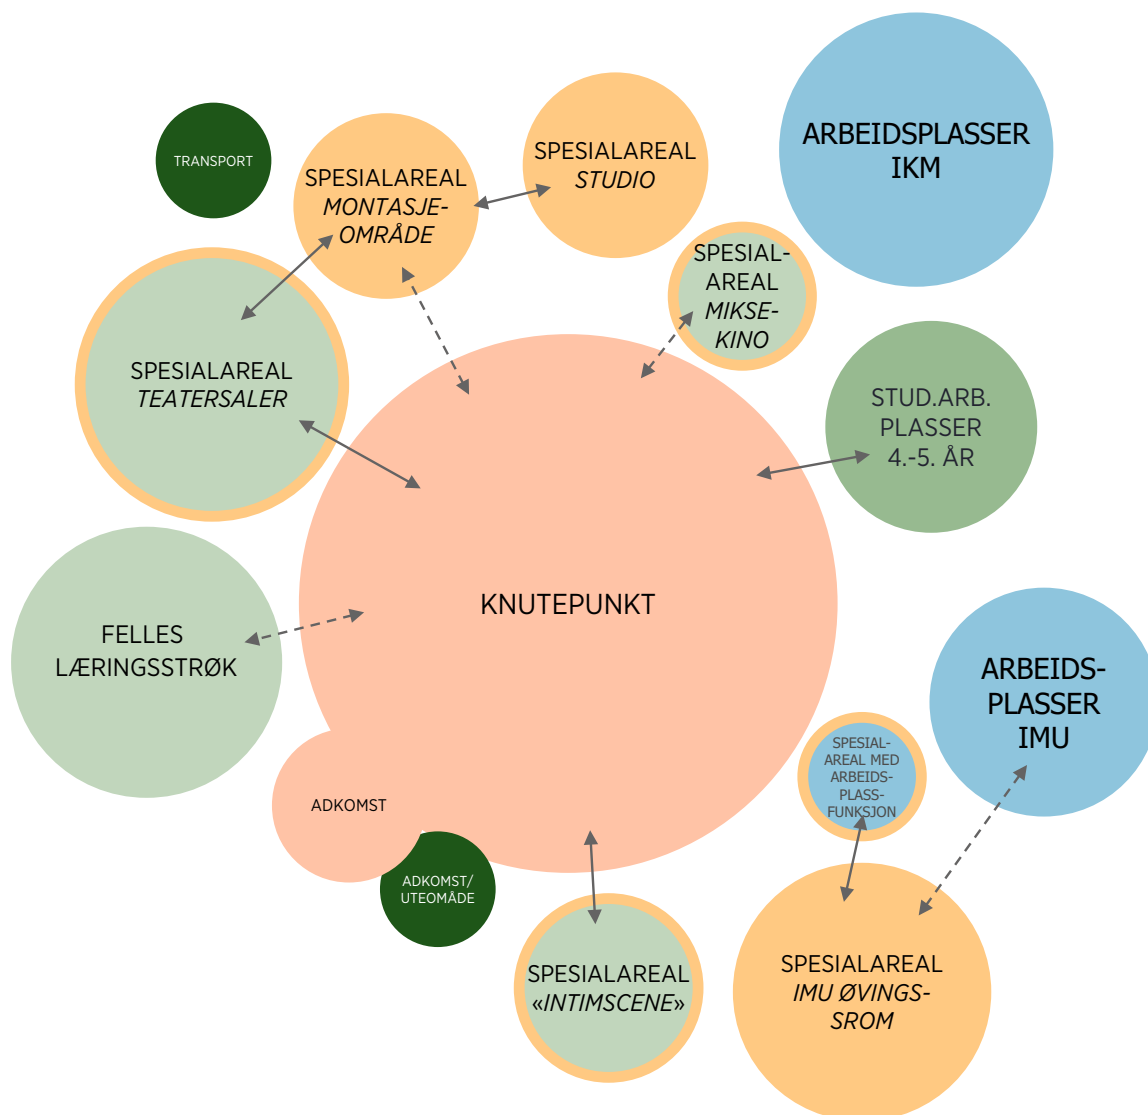 ARBEIDSPLASSER
IKM
TRANSPORT
SPESIALAREAL
STUDIO
SPESIALAREAL
MONTASJE-
OMRÅDE
SPESIAL-
AREAL
MIKSE-
KINO
SPESIALAREAL
TEATERSALER
STUD.ARB.
PLASSER
4.-5. ÅR
KNUTEPUNKT
FELLES
LÆRINGSSTRØK
ARBEIDS-
PLASSER
IMU
SPESIAL-
AREAL MED
ARBEIDS-
PLASS-
FUNKSJON
ADKOMST
ADKOMST/
UTEOMÅDE
SPESIALAREAL
«INTIMSCENE»
SPESIALAREAL
IMU ØVINGS-
SROM